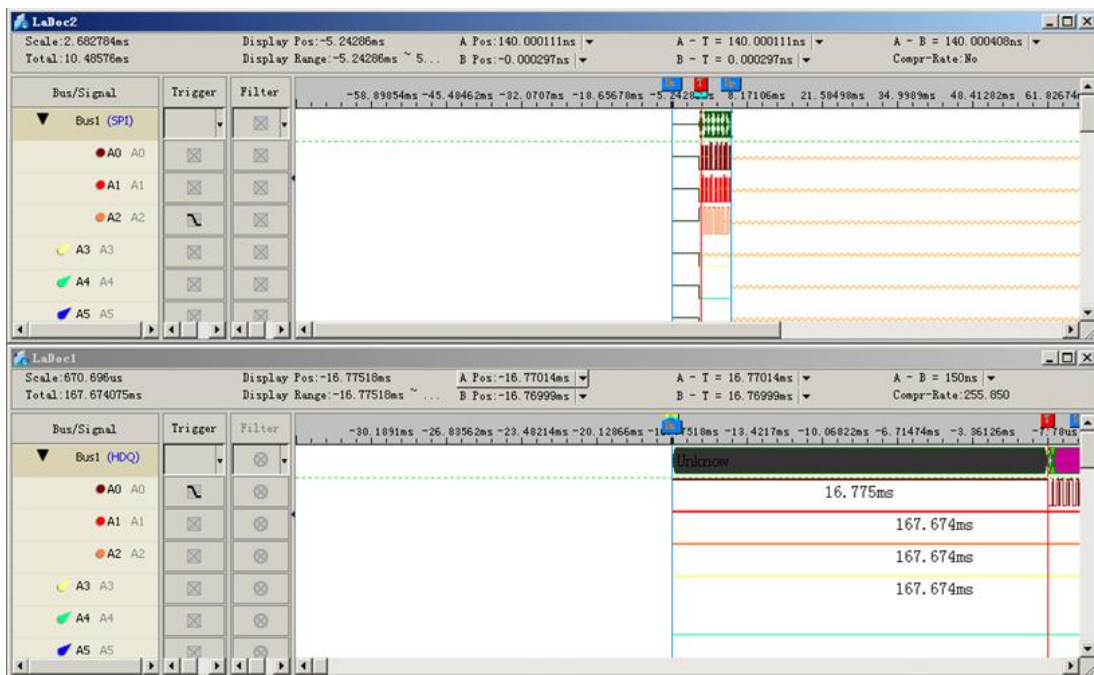 LaDoc2
Scale:2.682784ms Display Pos:-5.24286ms A Pos:140.000111ns A - T = 140.000111ns A - B = 140.000408ns
Total:10.48576ms Display Range:-5.24286ms ~ 5... B Pos:-0.000297ns B - T = 0.000297ns Compr-Rate:No
Bus/Signal Trigger Filter -58.89854ms -45.48462ms -32.0707ms -18.65678ms 8.17106ms 21.58498ms 34.9989ms 48.41282ms 61.82674
Bus1 (SPI)
A0 A0
A1 A1
A2 A2
A3 A3
A4 A4
A5 A5
LaDoc1
Scale:670.696us Display Pos:-16.77518ms A Pos:-16.77014ms A - T = 16.77014ms A - B = 150ns
Total:167.674075ms Display Range:-16.77518ms ~ ... B Pos:-16.76999ms B - T = 16.76999ms Compr-Rate:255.850
Bus/Signal Trigger Filter -30.1891ms -26.83562ms -23.48214ms -20.12866ms -13.4217ms -10.06822ms -6.71474ms -3.36126ms
Bus1 (HDQ) Unknow
A0 A0 16.775ms
A1 A1 167.674ms
A2 A2 167.674ms
A3 A3 167.674ms
A4 A4
A5 A5